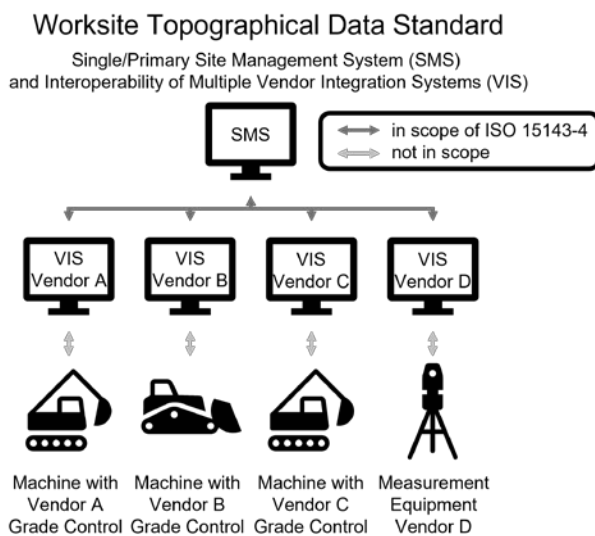 Worksite Topographical Data Standard
Single/Primary Site Management System (SMS)
and Interoperability of Multiple Vendor Integration Systems (VIS)
SMS
in scope of ISO 15143-4
not in scope
VIS
Vendor A
VIS
Vendor B
VIS
Vendor C
VIS
Vendor D
Machine with
Vendor A
Grade Control
Machine with
Vendor B
Grade Control
Machine with
Vendor C
Grade Control
Measurement
Equipment
Vendor D